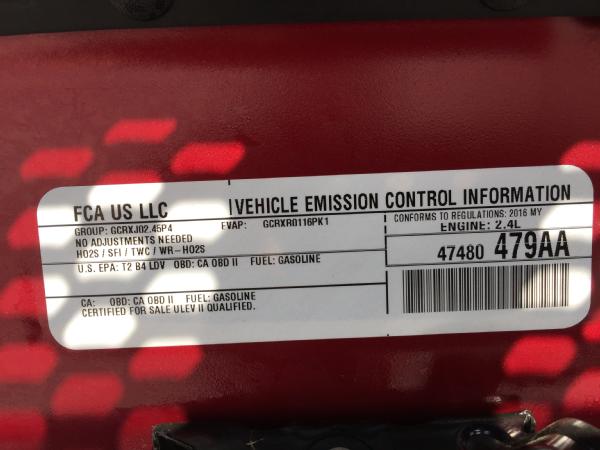 FCA US LLC
VEHICLE EMISSION CONTROL INFORMATION
GROUP: GCRXJ02.45P4 EVAP: GCRXR0116PK1
NO ADJUSTMENTS NEEDED
HO2S / SFI / TWC / WR-HO2S
U.S. EPA: T2 B4 LDV OBD: CA OBD II FUEL: GASOLINE
CA: OBD: CA OBD II FUEL: GASOLINE
CERTIFIED FOR SALE ULEV II QUALIFIED.
CONFORMS TO REGULATIONS: 2016 MY
ENGINE: 2.4L
47480 479AA